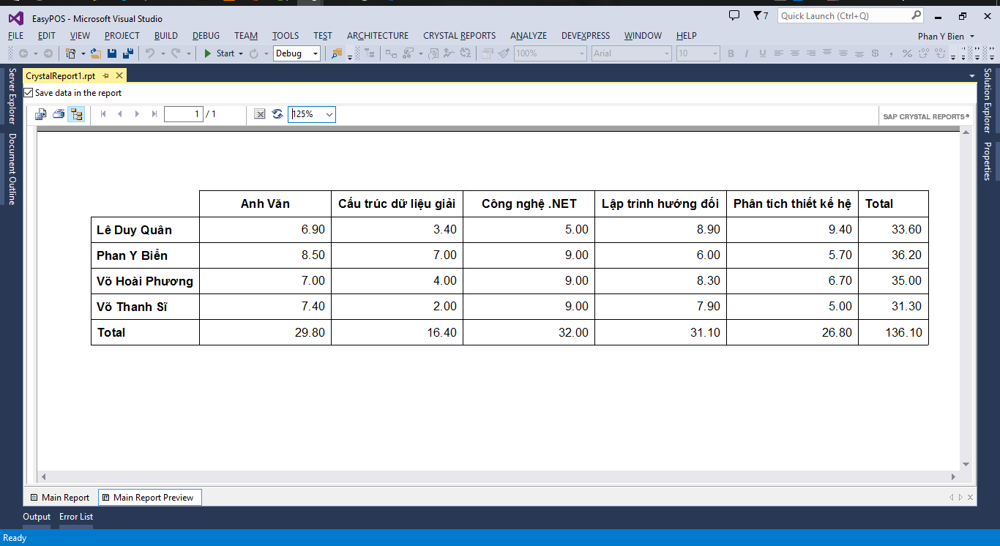 EasyPOS - Microsoft Visual Studio
7
Quick Launch (Ctrl+Q)
FILE EDIT VIEW PROJECT BUILD DEBUG TEAM TOOLS TEST ARCHITECTURE CRYSTAL REPORTS ANALYZE DEVEXPRESS WINDOW HELP
Phan Y Bien
Start Debug 100% Arial 10 B I U $ , %
Server Explorer
Document Outline
CrystalReport1.rpt
Save data in the report
1 / 1 125%
SAP CRYSTAL REPORTS®
Anh Văn Cấu trúc dữ liệu giải Công nghệ .NET Lập trình hướng đối Phân tích thiết kế hệ Total
Lê Duy Quân 6.90 3.40 5.00 8.90 9.40 33.60
Phan Y Biển 8.50 7.00 9.00 6.00 5.70 36.20
Võ Hoài Phương 7.00 4.00 9.00 8.30 6.70 35.00
Võ Thanh Sĩ 7.40 2.00 9.00 7.90 5.00 31.30
Total 29.80 16.40 32.00 31.10 26.80 136.10
Solution Explorer
Properties
Main Report Main Report Preview
Output Error List
Ready